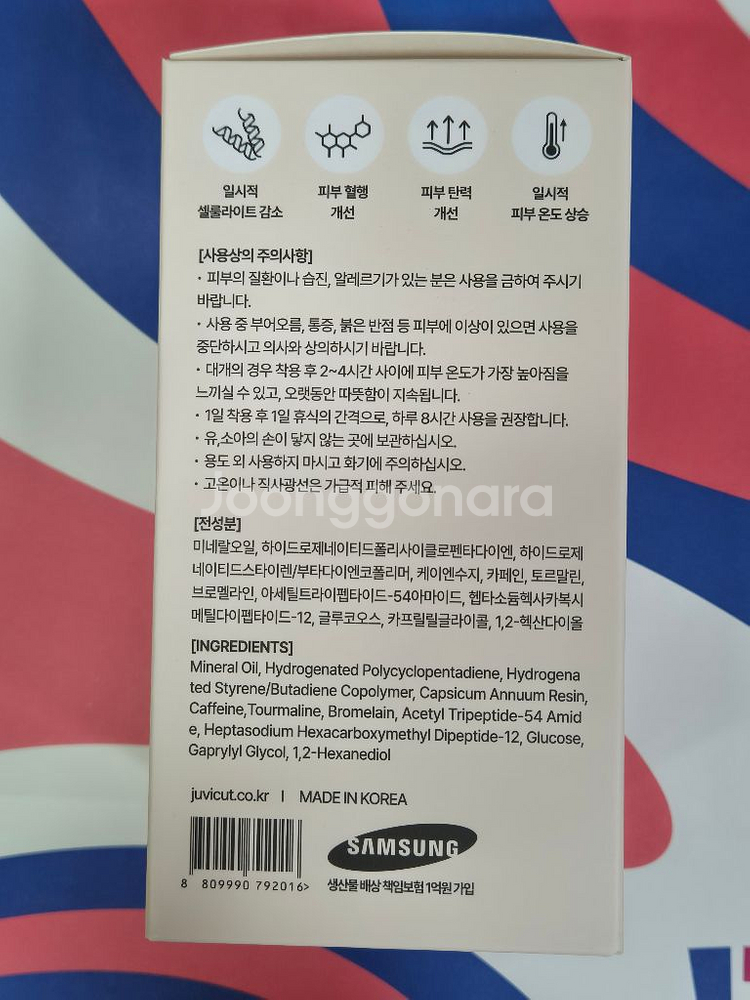 일시적
셀룰라이트 감소
피부 혈행
개선
피부 탄력
개선
일시적
피부 온도 상승
[사용상의 주의사항]
· 피부의 질환이나 습진, 알레르기가 있는 분은 사용을 금하여 주시기
바랍니다.
· 사용 중 부어오름, 통증, 붉은 반점 등 피부에 이상이 있으면 사용을
중단하시고 의사와 상의하시기 바랍니다.
· 대개의 경우 착용 후 2~4시간 사이에 피부 온도가 가장 높아짐을
느끼실 수 있고, 오랫동안 따뜻함이 지속됩니다.
· 1일 착용 후 1일 휴식의 간격으로, 하루 8시간 사용을 권장합니다.
· 유,소아의 손이 닿지 않는 곳에 보관하십시오.
· 용도 외 사용하지 마시고 화기에 주의하십시오.
· 고온이나 직사광선은 가급적 피해 주세요.
Joonggonara
[전성분]
미네랄오일, 하이드로제네이티드폴리사이클로펜타다이엔, 하이드로제
네이티드스타이렌/부타다이엔코폴리머, 케이엔수지, 카페인, 토르말린,
브로멜라인, 아세틸트라이펩타이드-54아마이드, 헵타소듐헥사카복시
메틸다이펩타이드-12, 글루코오스, 카프릴릴글라이콜, 1,2-헥산다이올
[INGREDIENTS]
Mineral Oil, Hydrogenated Polycyclopentadiene, Hydrogena
ted Styrene/Butadiene Copolymer, Capsicum Annuum Resin,
Caffeine,Tourmaline, Bromelain, Acetyl Tripeptide-54 Amid
e, Heptasodium Hexacarboxymethyl Dipeptide-12, Glucose,
Gaprylyl Glycol, 1,2-Hexanediol
juvicut.co.kr | MADE IN KOREA
SAMSUNG
8 809990 792016>
생산물 배상 책임보험 1억원 가입